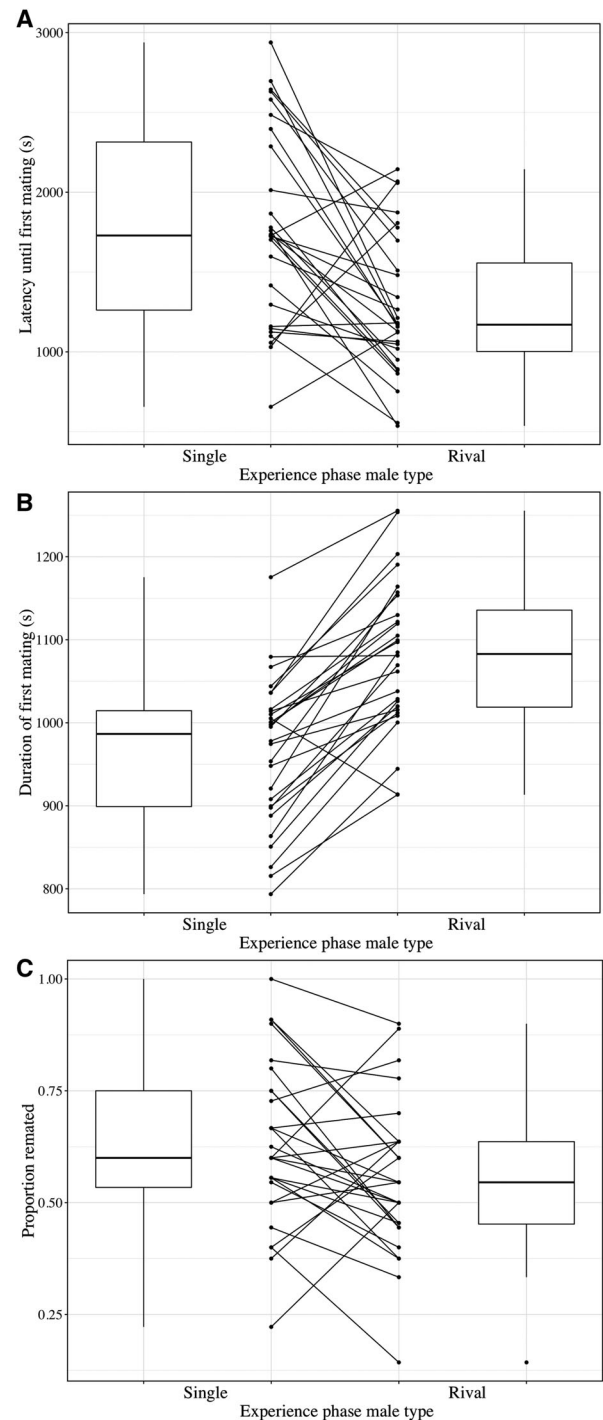 A
Latency until first mating (s)
3000
2000
1000
Single Rival
Experience phase male type
B
Duration of first mating (s)
1200
1100
1000
900
800
Single Rival
Experience phase male type
C
Proportion remated
1.00
0.75
0.50
0.25
Single Rival
Experience phase male type